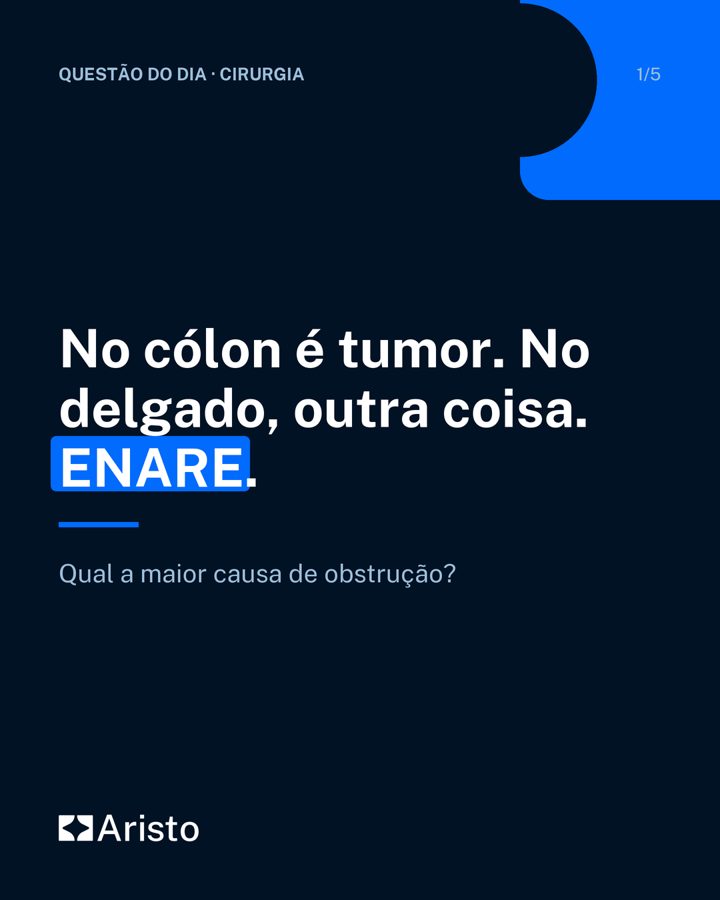 QUESTÃO DO DIA · CIRURGIA
1/5
No cólon é tumor. No
delgado, outra coisa.
ENARE.
Qual a maior causa de obstrução?
Aristo